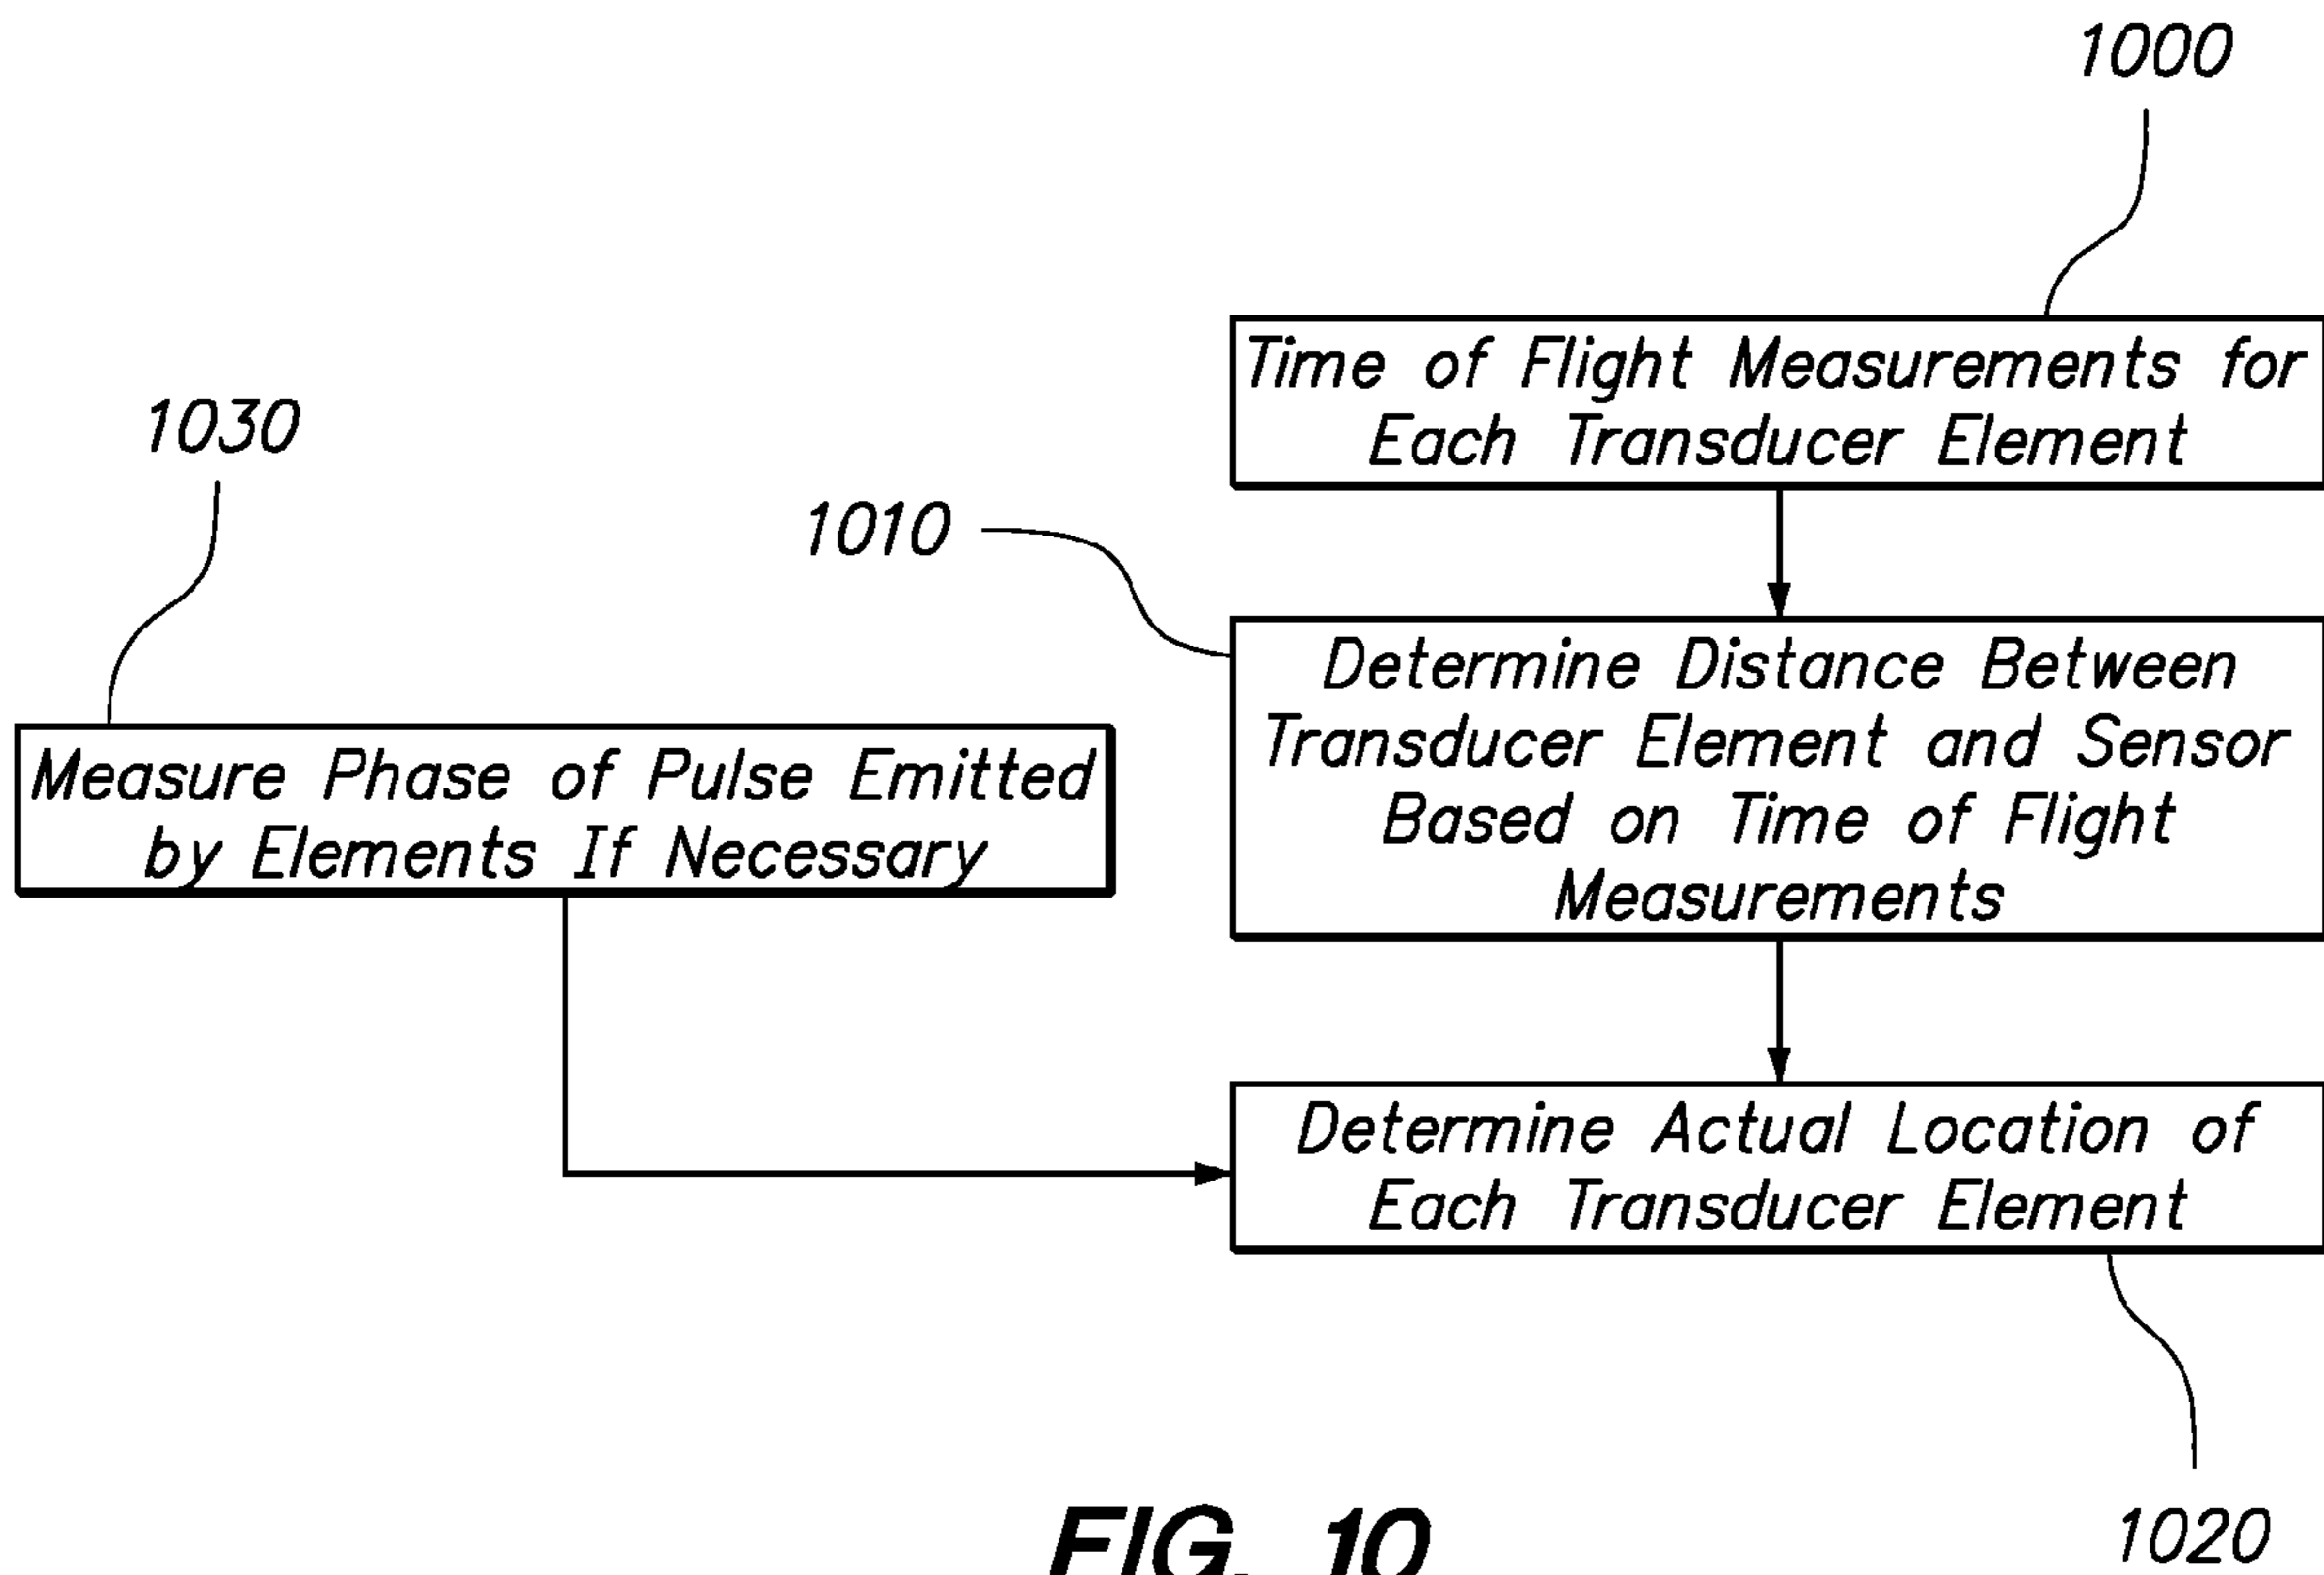 1000
Time of Flight Measurements for
Each Transducer Element
1030
1010
Determine Distance Between
Transducer Element and Sensor
Based on Time of Flight
Measurements
Measure Phase of Pulse Emitted
by Elements If Necessary
Determine Actual Location of
Each Transducer Element
1020
FIG. 10